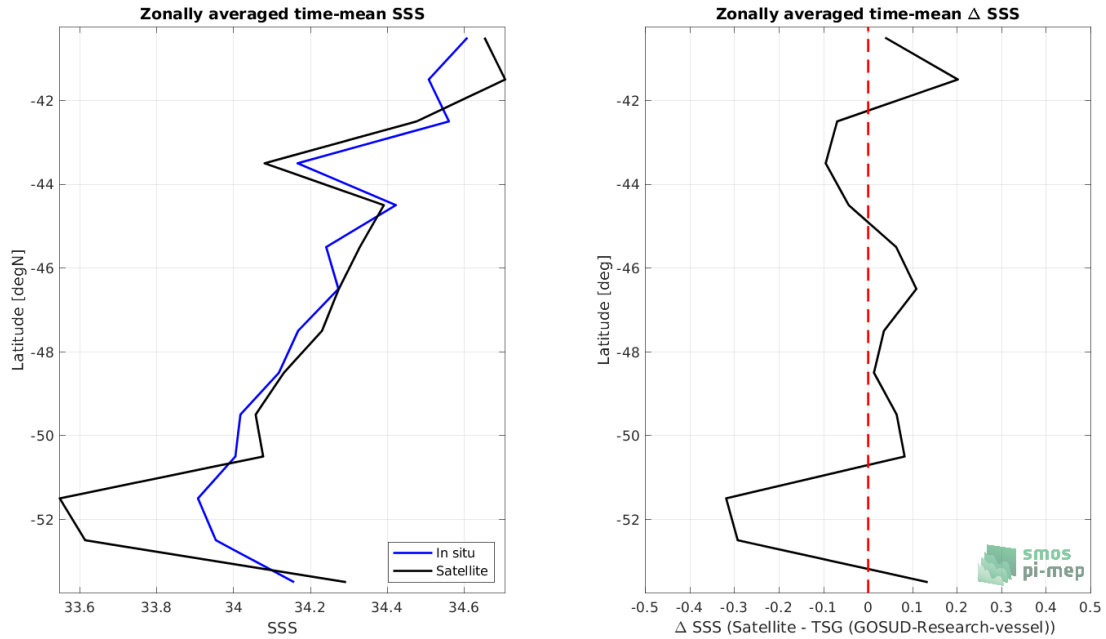 Zonally averaged time-mean SSS
Latitude [degN]
-42
-44
-46
-48
-50
-52
33.6 33.8 34 34.2 34.4 34.6
SSS
In situ
Satellite
Zonally averaged time-mean Δ SSS
Latitude [deg]
-42
-44
-46
-48
-50
-52
-0.5 -0.4 -0.3 -0.2 -0.1 0 0.1 0.2 0.3 0.4 0.5
Δ SSS (Satellite - TSG (GOSUD-Research-vessel))
smos
pi-mep